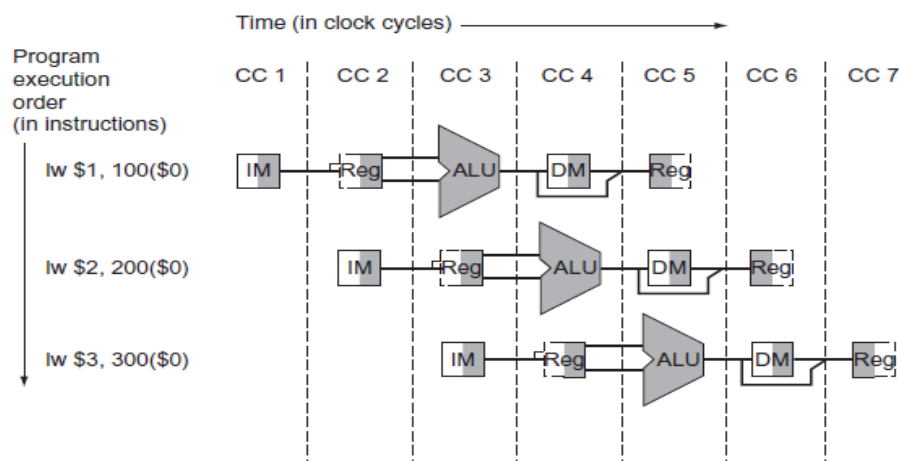 Time (in clock cycles)
Program
execution
order
(in instructions)
CC 1 CC 2 CC 3 CC 4 CC 5 CC 6 CC 7
lw $1, 100($0) IM Reg ALU DM Reg
lw $2, 200($0) IM Reg ALU DM Reg
lw $3, 300($0) IM Reg ALU DM Reg